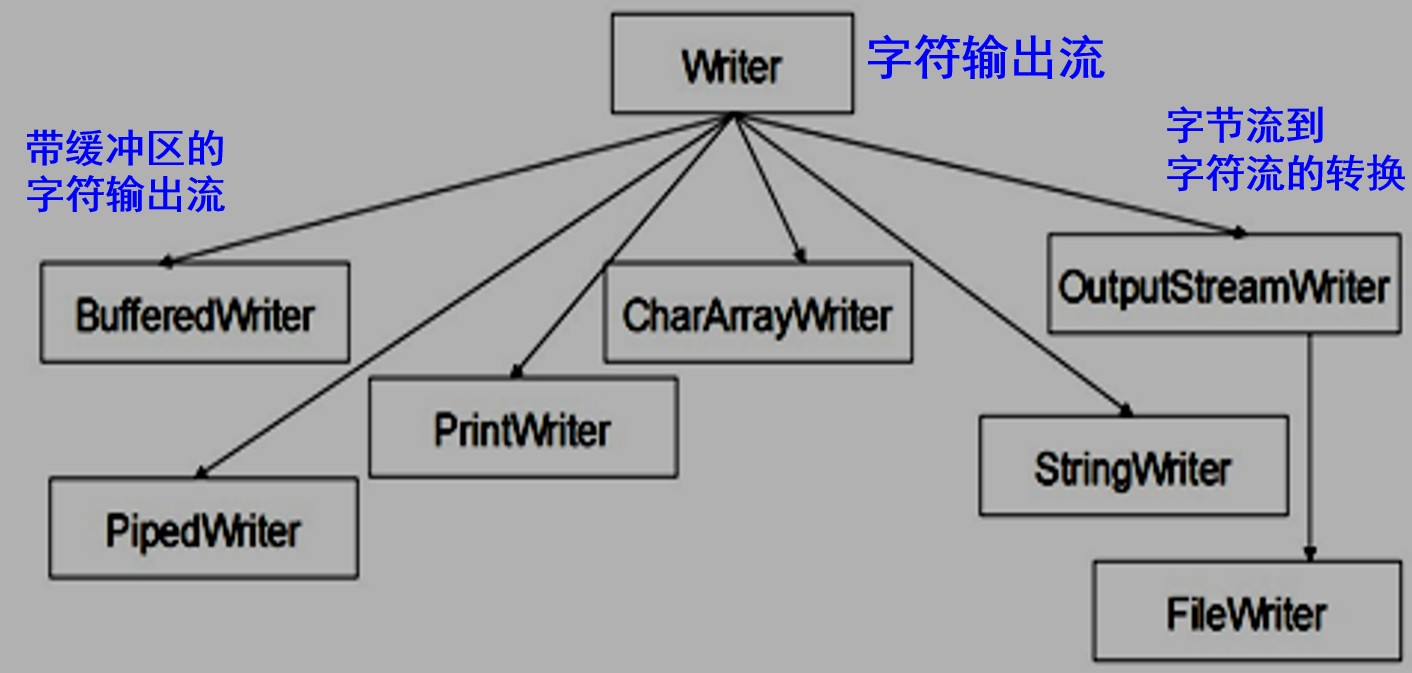 Writer
字符输出流
带缓冲区的
字符输出流
字节流到
字符流的转换
BufferedWriter
CharArrayWriter
OutputStreamWriter
PrintWriter
StringWriter
PipedWriter
FileWriter